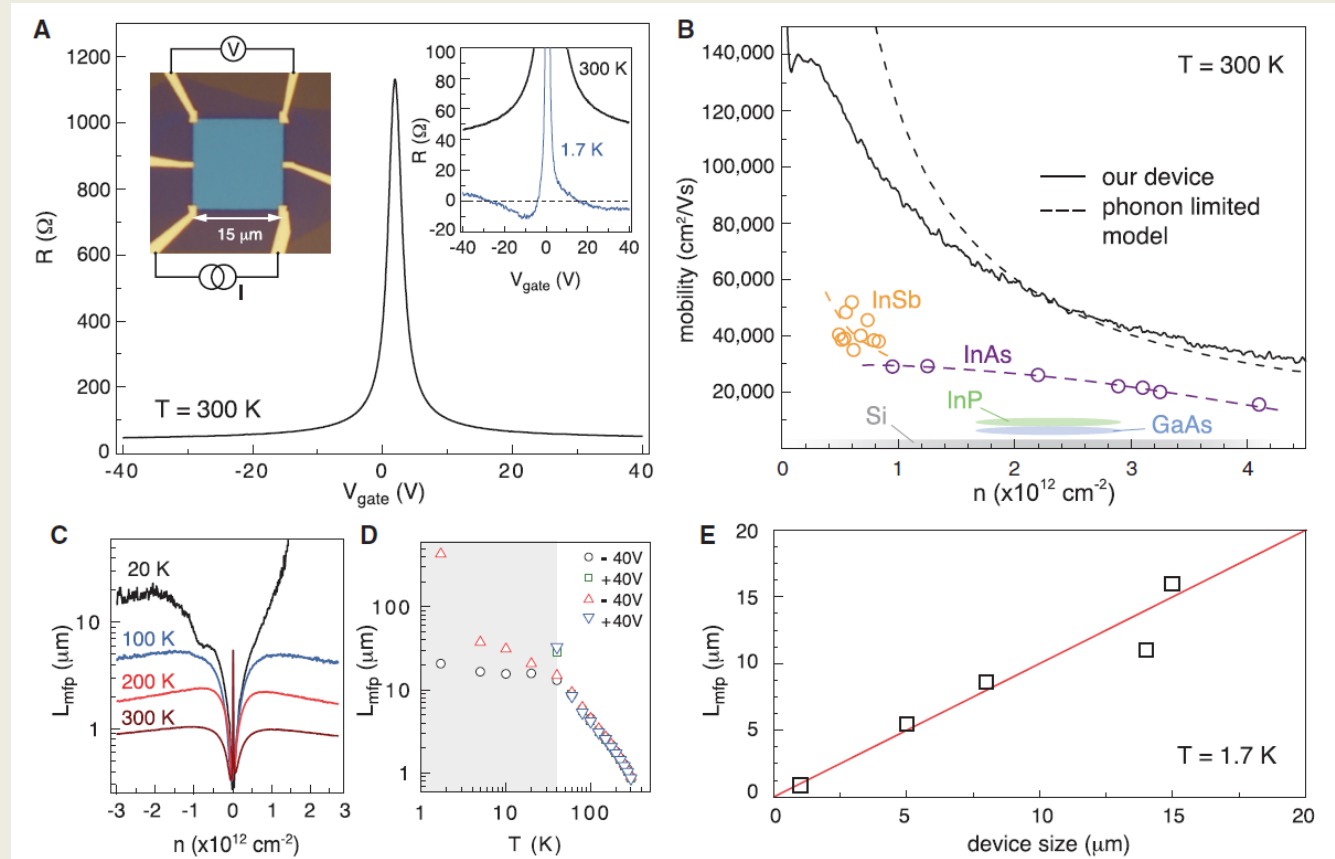 A
1200
1000
800
600
400
200
0
R (Ω)
-40
-20
0
20
40
V_gate (V)
T = 300 K
V
15 μm
I
100
80
60
40
20
0
-20
R (Ω)
300 K
1.7 K
-40
-20
0
20
40
V_gate (V)
B
140,000
120,000
100,000
80,000
60,000
40,000
20,000
mobility (cm²/Vs)
T = 300 K
our device
phonon limited
model
InSb
InAs
InP
GaAs
Si
0
1
2
3
4
n (x10¹² cm⁻²)
C
20 K
100 K
200 K
300 K
10
1
L_mfp (μm)
-3
-2
-1
0
1
2
3
n (x10¹² cm⁻²)
D
- 40V
+40V
- 40V
+40V
100
10
1
L_mfp (μm)
1
10
100
T (K)
E
20
15
10
5
0
L_mfp (μm)
T = 1.7 K
0
5
10
15
20
device size (μm)